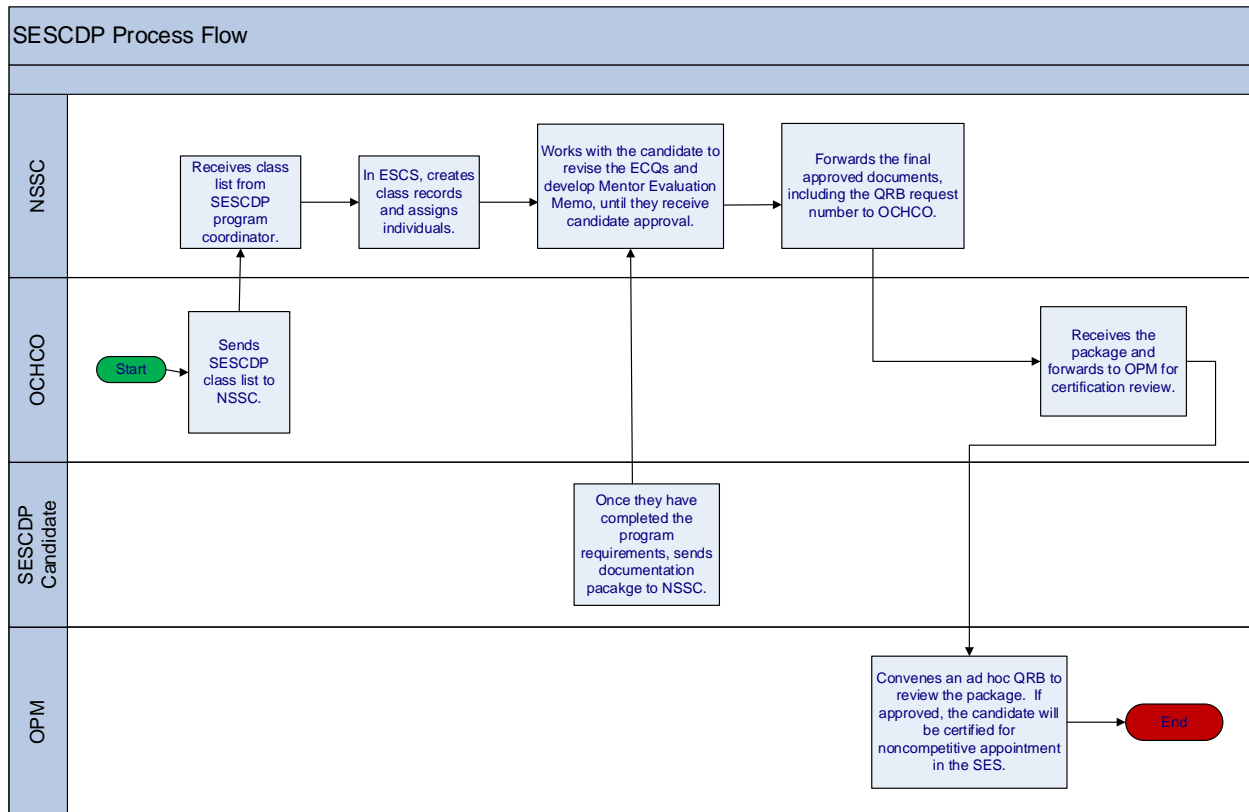 SESCDP Process Flow
NSSC
Receives class
list from
SESCDP
program
coordinator.
In ESCS, creates
class records
and assigns
individuals.
Works with the candidate to
revise the ECQs and
develop Mentor Evaluation
Memo, until they receive
candidate approval.
Forwards the final
approved documents,
including the QRB request
number to OCHCO.
OCHCO
Start
Sends
SESCDP
class list to
NSSC.
Receives the
package and
forwards to OPM for
certification review.
SESCDP
Candidate
Once they have
completed the
program
requirements, sends
documentation
pacakge to NSSC.
OPM
Convenes an ad hoc QRB to
review the package.  If
approved, the candidate will
be certified for
noncompetitive appointment
in the SES.
End